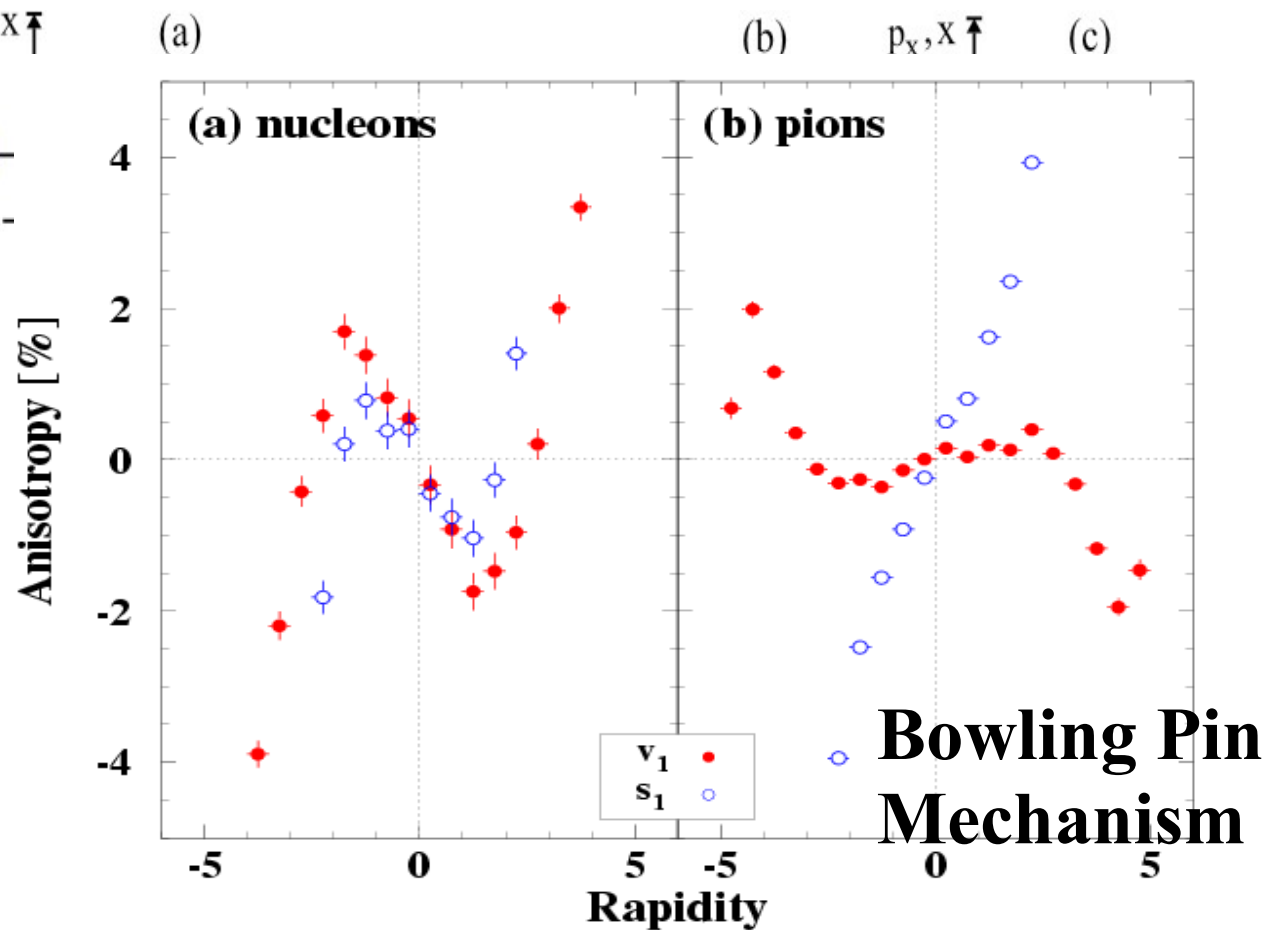 x
(a)
(b)
pₓ, x
(c)
(a) nucleons
(b) pions
4
2
0
-2
-4
Anisotropy [%]
v₁
s₁
Bowling Pin
Mechanism
-5
0
5
-5
0
5
Rapidity